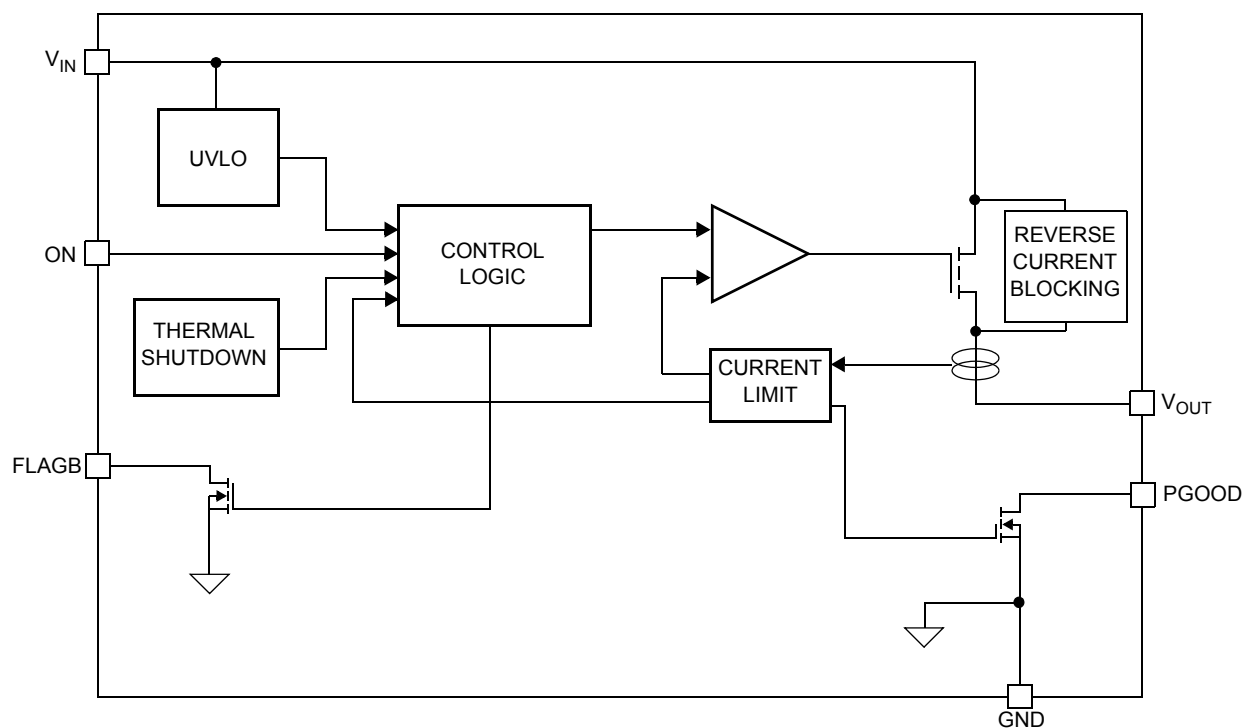 V_IN
UVLO
ON
CONTROL
LOGIC
REVERSE
CURRENT
BLOCKING
THERMAL
SHUTDOWN
CURRENT
LIMIT
V_OUT
FLAGB
PGOOD
GND